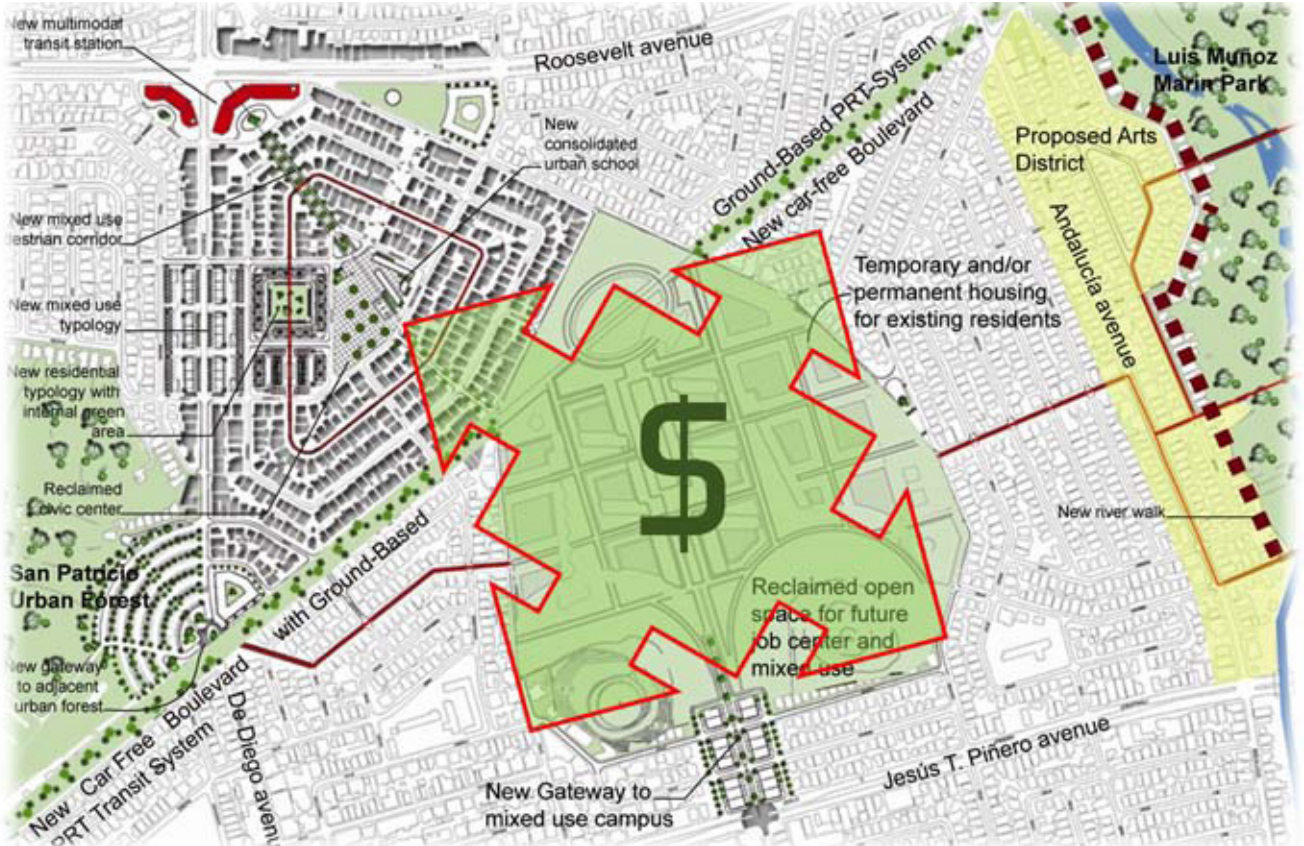 New multimodal
transit station
Roosevelt avenue
New
consolidated
urban school
Ground-Based PRT-System
New car-free Boulevard
Luis Muñoz
Marin Park
Proposed Arts
District
Andalucía avenue
New mixed use
estrian corridor
New mixed use
typology
New residential
typology with
internal green
area
Reclaimed
civic center
Temporary and/or
permanent housing
for existing residents
$
New river walk
San Patricio
Urban Forest
New gateway
to adjacent
urban forest
with Ground-Based
New Car Free Boulevard
PRT Transit System
De Diego avenu
Reclaimed open
space for future
job center and
mixed use
New Gateway to
mixed use campus
Jesús T. Piñero avenue